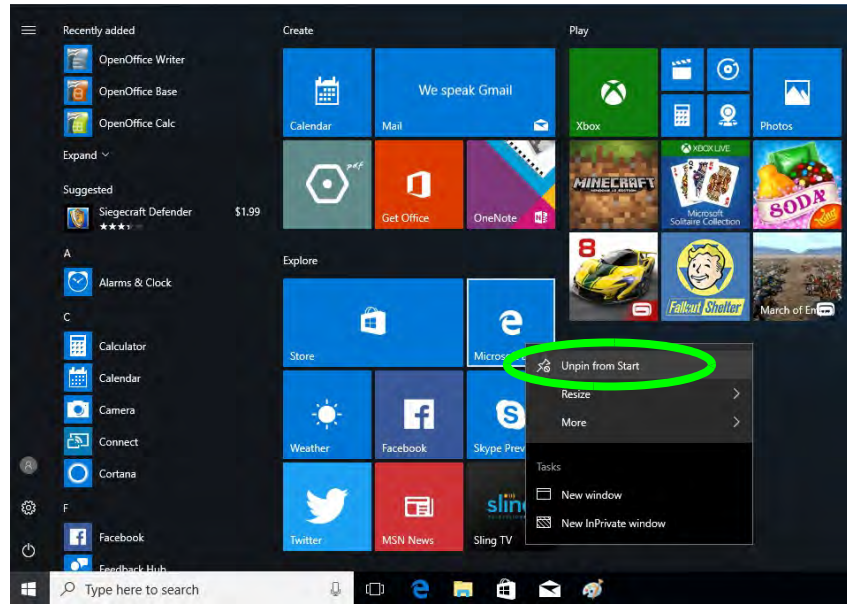 Recently added
OpenOffice Writer
OpenOffice Base
OpenOffice Calc
Expand
Suggested
Siegecraft Defender $1.99
A
Alarms & Clock
C
Calculator
Calendar
Camera
Connect
Cortana
F
Facebook
Feedback Hub
Create
We speak Gmail
Calendar
Mail
Get Office
OneNote
Explore
Store
Weather
Facebook
Skype Prev
Twitter
MSN News
sling
Sling TV
Play
Xbox
Photos
MINECRAFT
XBOX LIVE
Microsoft
Solitaire Collection
SODA
King
8
Fallout Shelter
March of Em
Unpin from Start
Resize
More
Tasks
New window
New InPrivate window
Type here to search